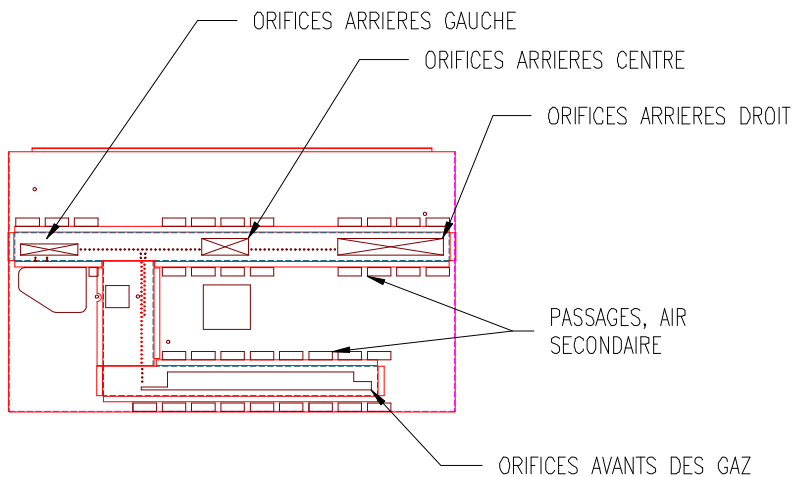 ORIFICES ARRIERES GAUCHE
ORIFICES ARRIERES CENTRE
ORIFICES ARRIERES DROIT
PASSAGES, AIR
SECONDAIRE
ORIFICES AVANTS DES GAZ